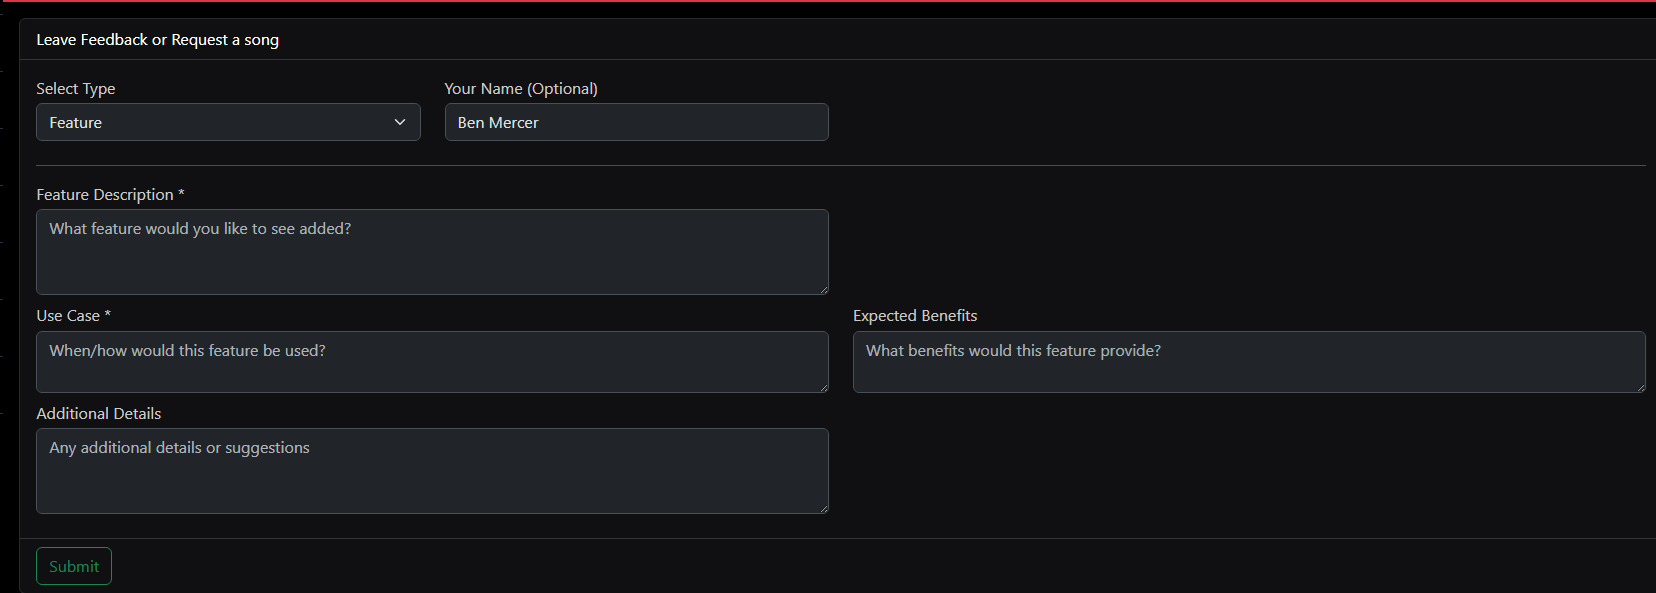 Leave Feedback or Request a song
Select Type
Your Name (Optional)
Feature
Ben Mercer
Feature Description *
What feature would you like to see added?
Use Case *
Expected Benefits
When/how would this feature be used?
What benefits would this feature provide?
Additional Details
Any additional details or suggestions
Submit